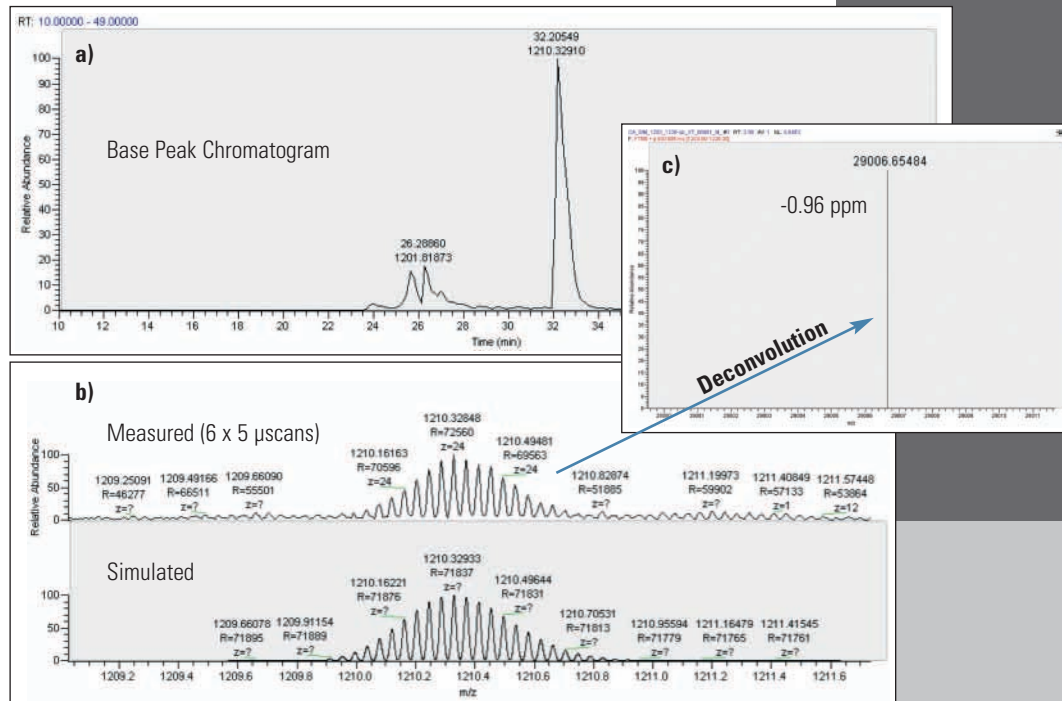 RT: 10.00000 - 49.00000
a)
32.20549
1210.32910
100
90
80
70
60
50
40
30
20
10
0
Relative Abundance
Base Peak Chromatogram
26.28860
1201.81873
10 12 14 16 18 20 22 24 26 28 30 32 34
Time (min)
c)
29006.65484
-0.96 ppm
Deconvolution
b)
Measured (6 x 5 µscans)
1209.25091
R=46277
z=?
1209.49166
R=66511
z=?
1209.66090
R=55501
z=?
1210.16163
R=70596
z=24
1210.32848
R=72560
z=24
1210.49481
R=69563
z=24
1210.82874
R=51885
z=?
1211.19973
R=59902
z=?
1211.40849
R=57133
z=1
1211.57448
R=53864
z=12
100
50
0
Relative Abundance
Simulated
1209.66078
R=71895
z=?
1209.91154
R=71889
z=?
1210.16221
R=71876
z=?
1210.32933
R=71837
z=?
1210.49644
R=71831
z=?
1210.70531
R=71813
z=?
1210.95594
R=71779
z=?
1211.16479
R=71765
z=?
1211.41545
R=71761
z=?
100
50
0
1209.2 1209.4 1209.6 1209.8 1210.0 1210.2 1210.4 1210.6 1210.8 1211.0 1211.2 1211.4 1211.6
m/z